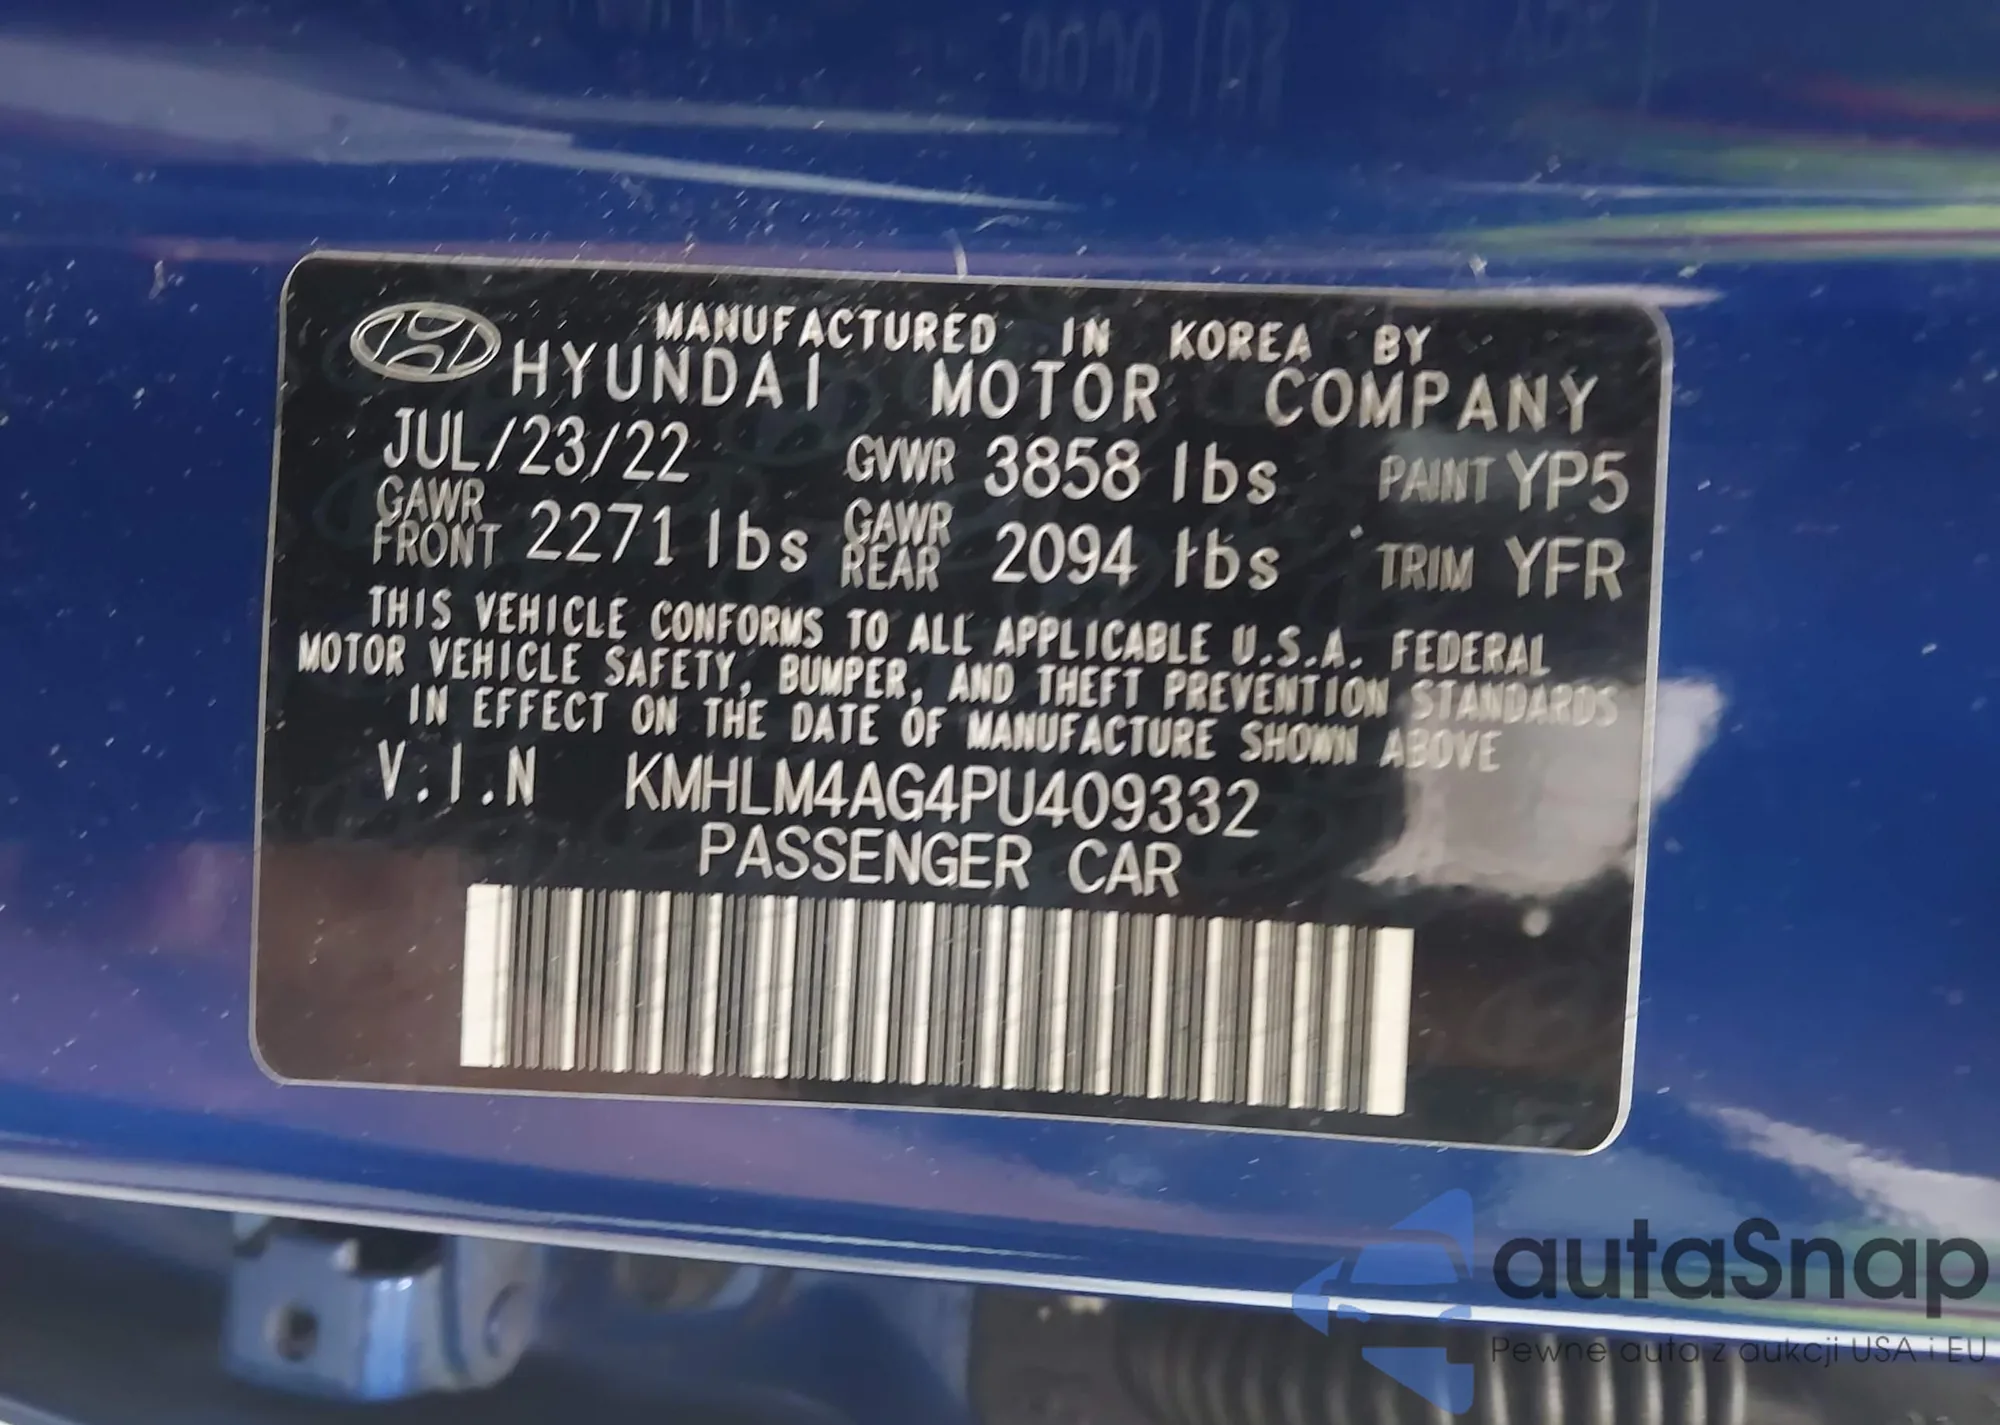 MANUFACTURED IN KOREA BY
HYUNDAI MOTOR COMPANY
JUL/23/22 GVWR 3858 lbs PAINT YP5
GAWR FRONT 2271 lbs GAWR REAR 2094 lbs TRIM YFR
THIS VEHICLE CONFORMS TO ALL APPLICABLE U.S.A. FEDERAL
MOTOR VEHICLE SAFETY, BUMPER, AND THEFT PREVENTION STANDARDS
IN EFFECT ON THE DATE OF MANUFACTURE SHOWN ABOVE
V.I.N KMHLM4AG4PU409332
PASSENGER CAR
autaSnap
Pewne auta z aukcji USA i EU